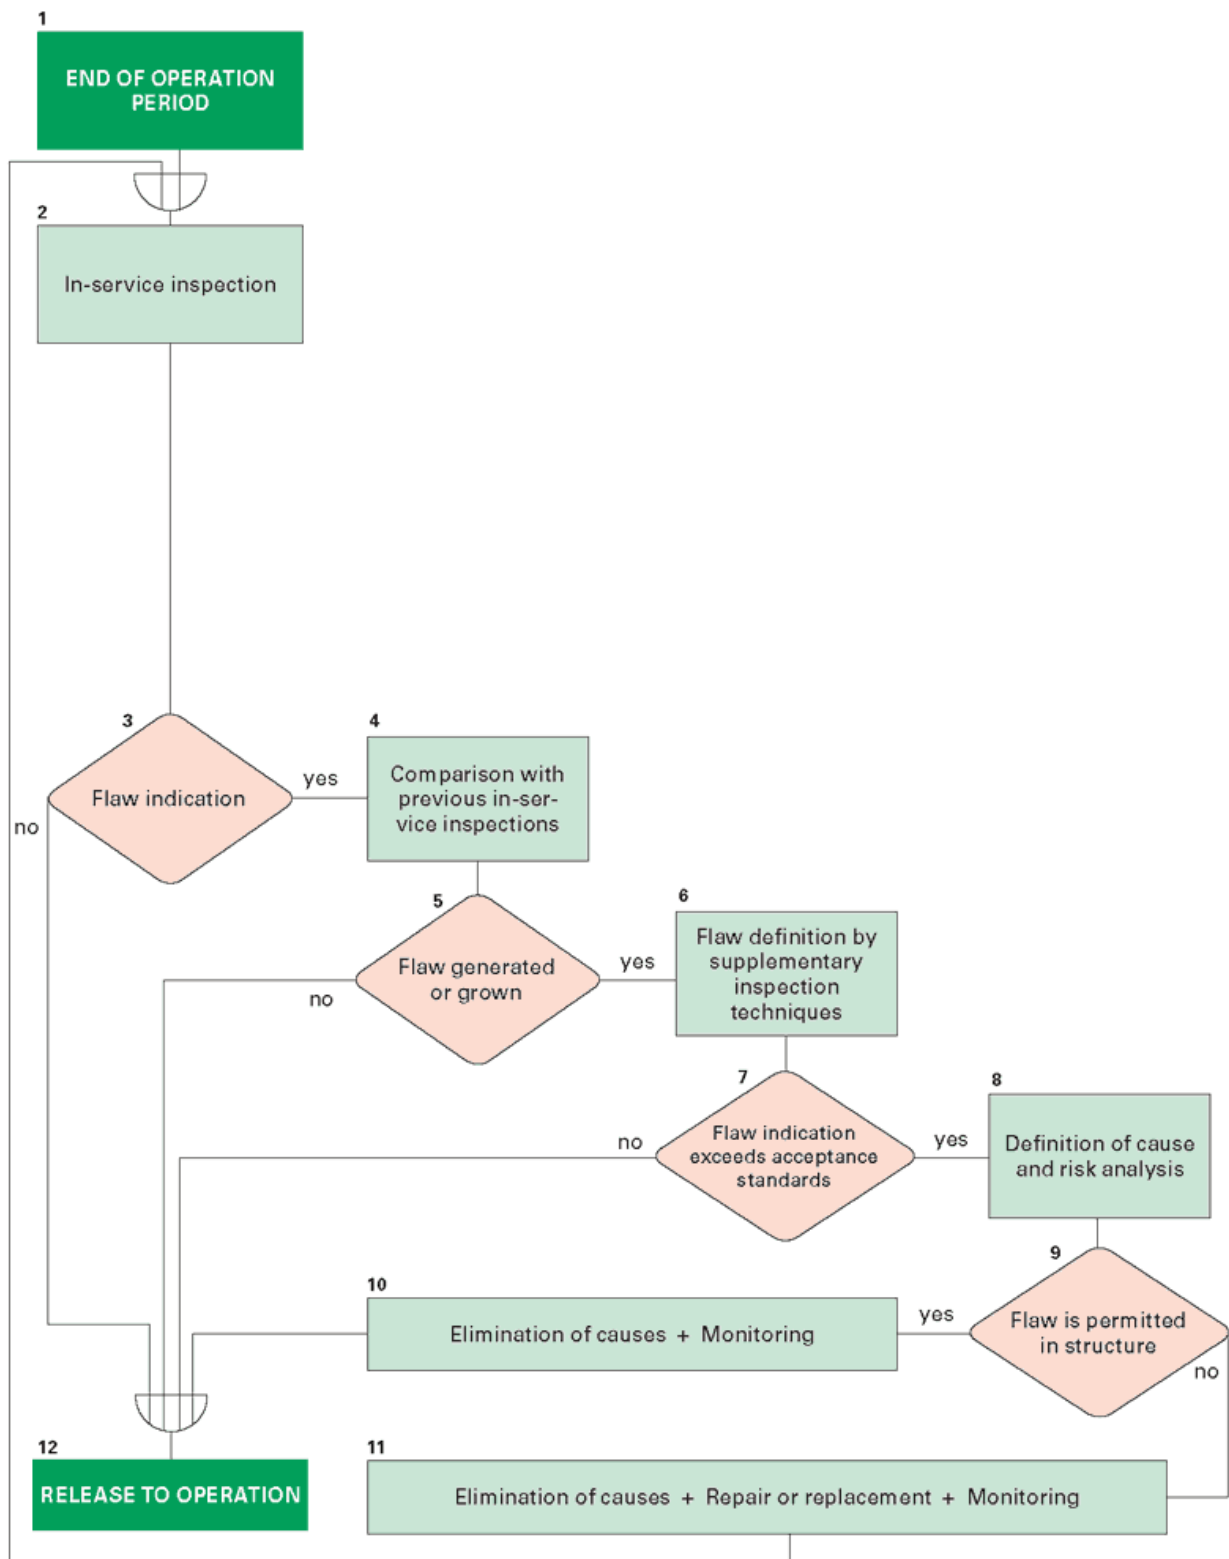 1
END OF OPERATION
PERIOD
2
In-service inspection
3
Flaw indication
yes
no
4
Comparison with
previous in-ser-
vice inspections
5
Flaw generated
or grown
yes
no
6
Flaw definition by
supplementary
inspection
techniques
7
Flaw indication
exceeds acceptance
standards
yes
no
8
Definition of cause
and risk analysis
9
Flaw is permitted
in structure
yes
no
10
Elimination of causes + Monitoring
11
Elimination of causes + Repair or replacement + Monitoring
12
RELEASE TO OPERATION